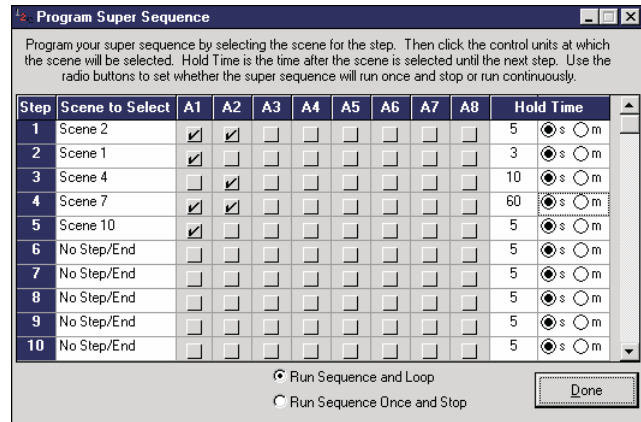 Program Super Sequence
Program your super sequence by selecting the scene for the step. Then click the control units at which
the scene will be selected. Hold Time is the time after the scene is selected until the next step. Use the
radio buttons to set whether the super sequence will run once and stop or run continuously.
Step Scene to Select A1 A2 A3 A4 A5 A6 A7 A8 Hold Time
1 Scene 2 5 s m
2 Scene 1 3 s m
3 Scene 4 10 s m
4 Scene 7 60 s m
5 Scene 10 5 s m
6 No Step/End 5 s m
7 No Step/End 5 s m
8 No Step/End 5 s m
9 No Step/End 5 s m
10 No Step/End 5 s m
Run Sequence and Loop
Run Sequence Once and Stop
Done